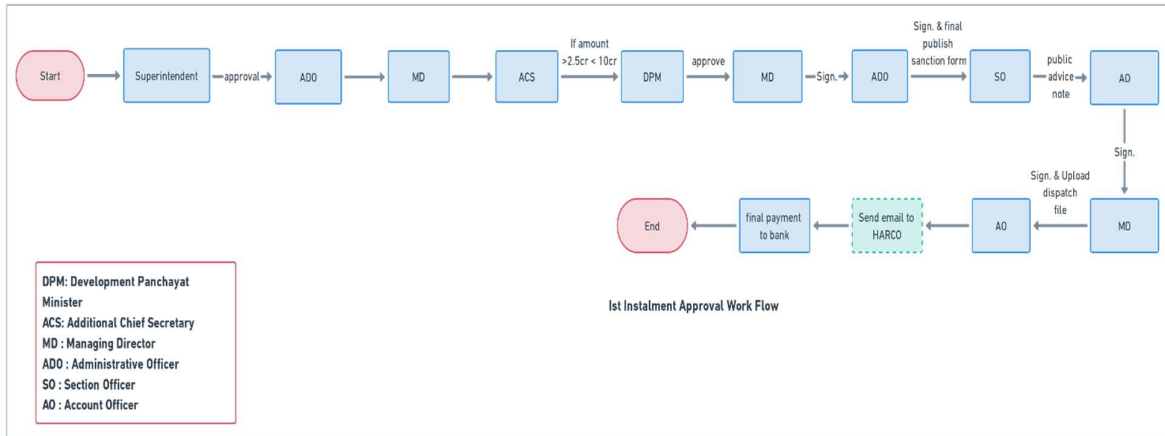 Start
Superintendent
approval
ADO
MD
ACS
If amount
>2.5cr < 10cr
DPM
approve
MD
Sign.
ADO
Sign. & final
publish
sanction form
SO
public
advice
note
AO
Sign.
MD
Sign. & Upload
dispatch
file
AO
Send email to
HARCO
final payment
to bank
End
Ist Instalment Approval Work Flow
DPM: Development Panchayat
Minister
ACS: Additional Chief Secretary
MD : Managing Director
ADO : Administrative Officer
SO : Section Officer
AO : Account Officer